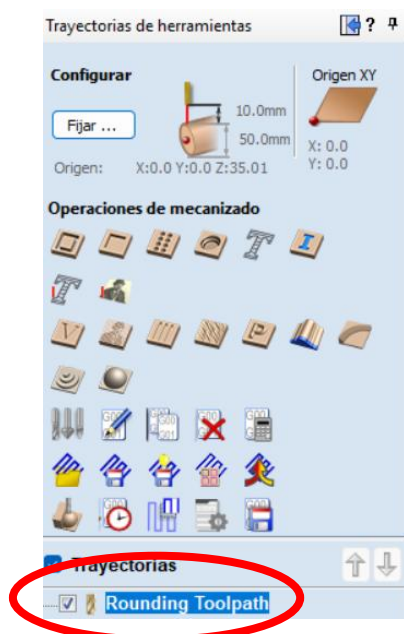 Trayectorias de herramientas
Configurar
Origen XY
10.0mm
Fijar ...
50.0mm
X: 0.0
Y: 0.0
Origen: X:0.0 Y:0.0 Z:35.01
Operaciones de mecanizado
Trayectorias
Rounding Toolpath